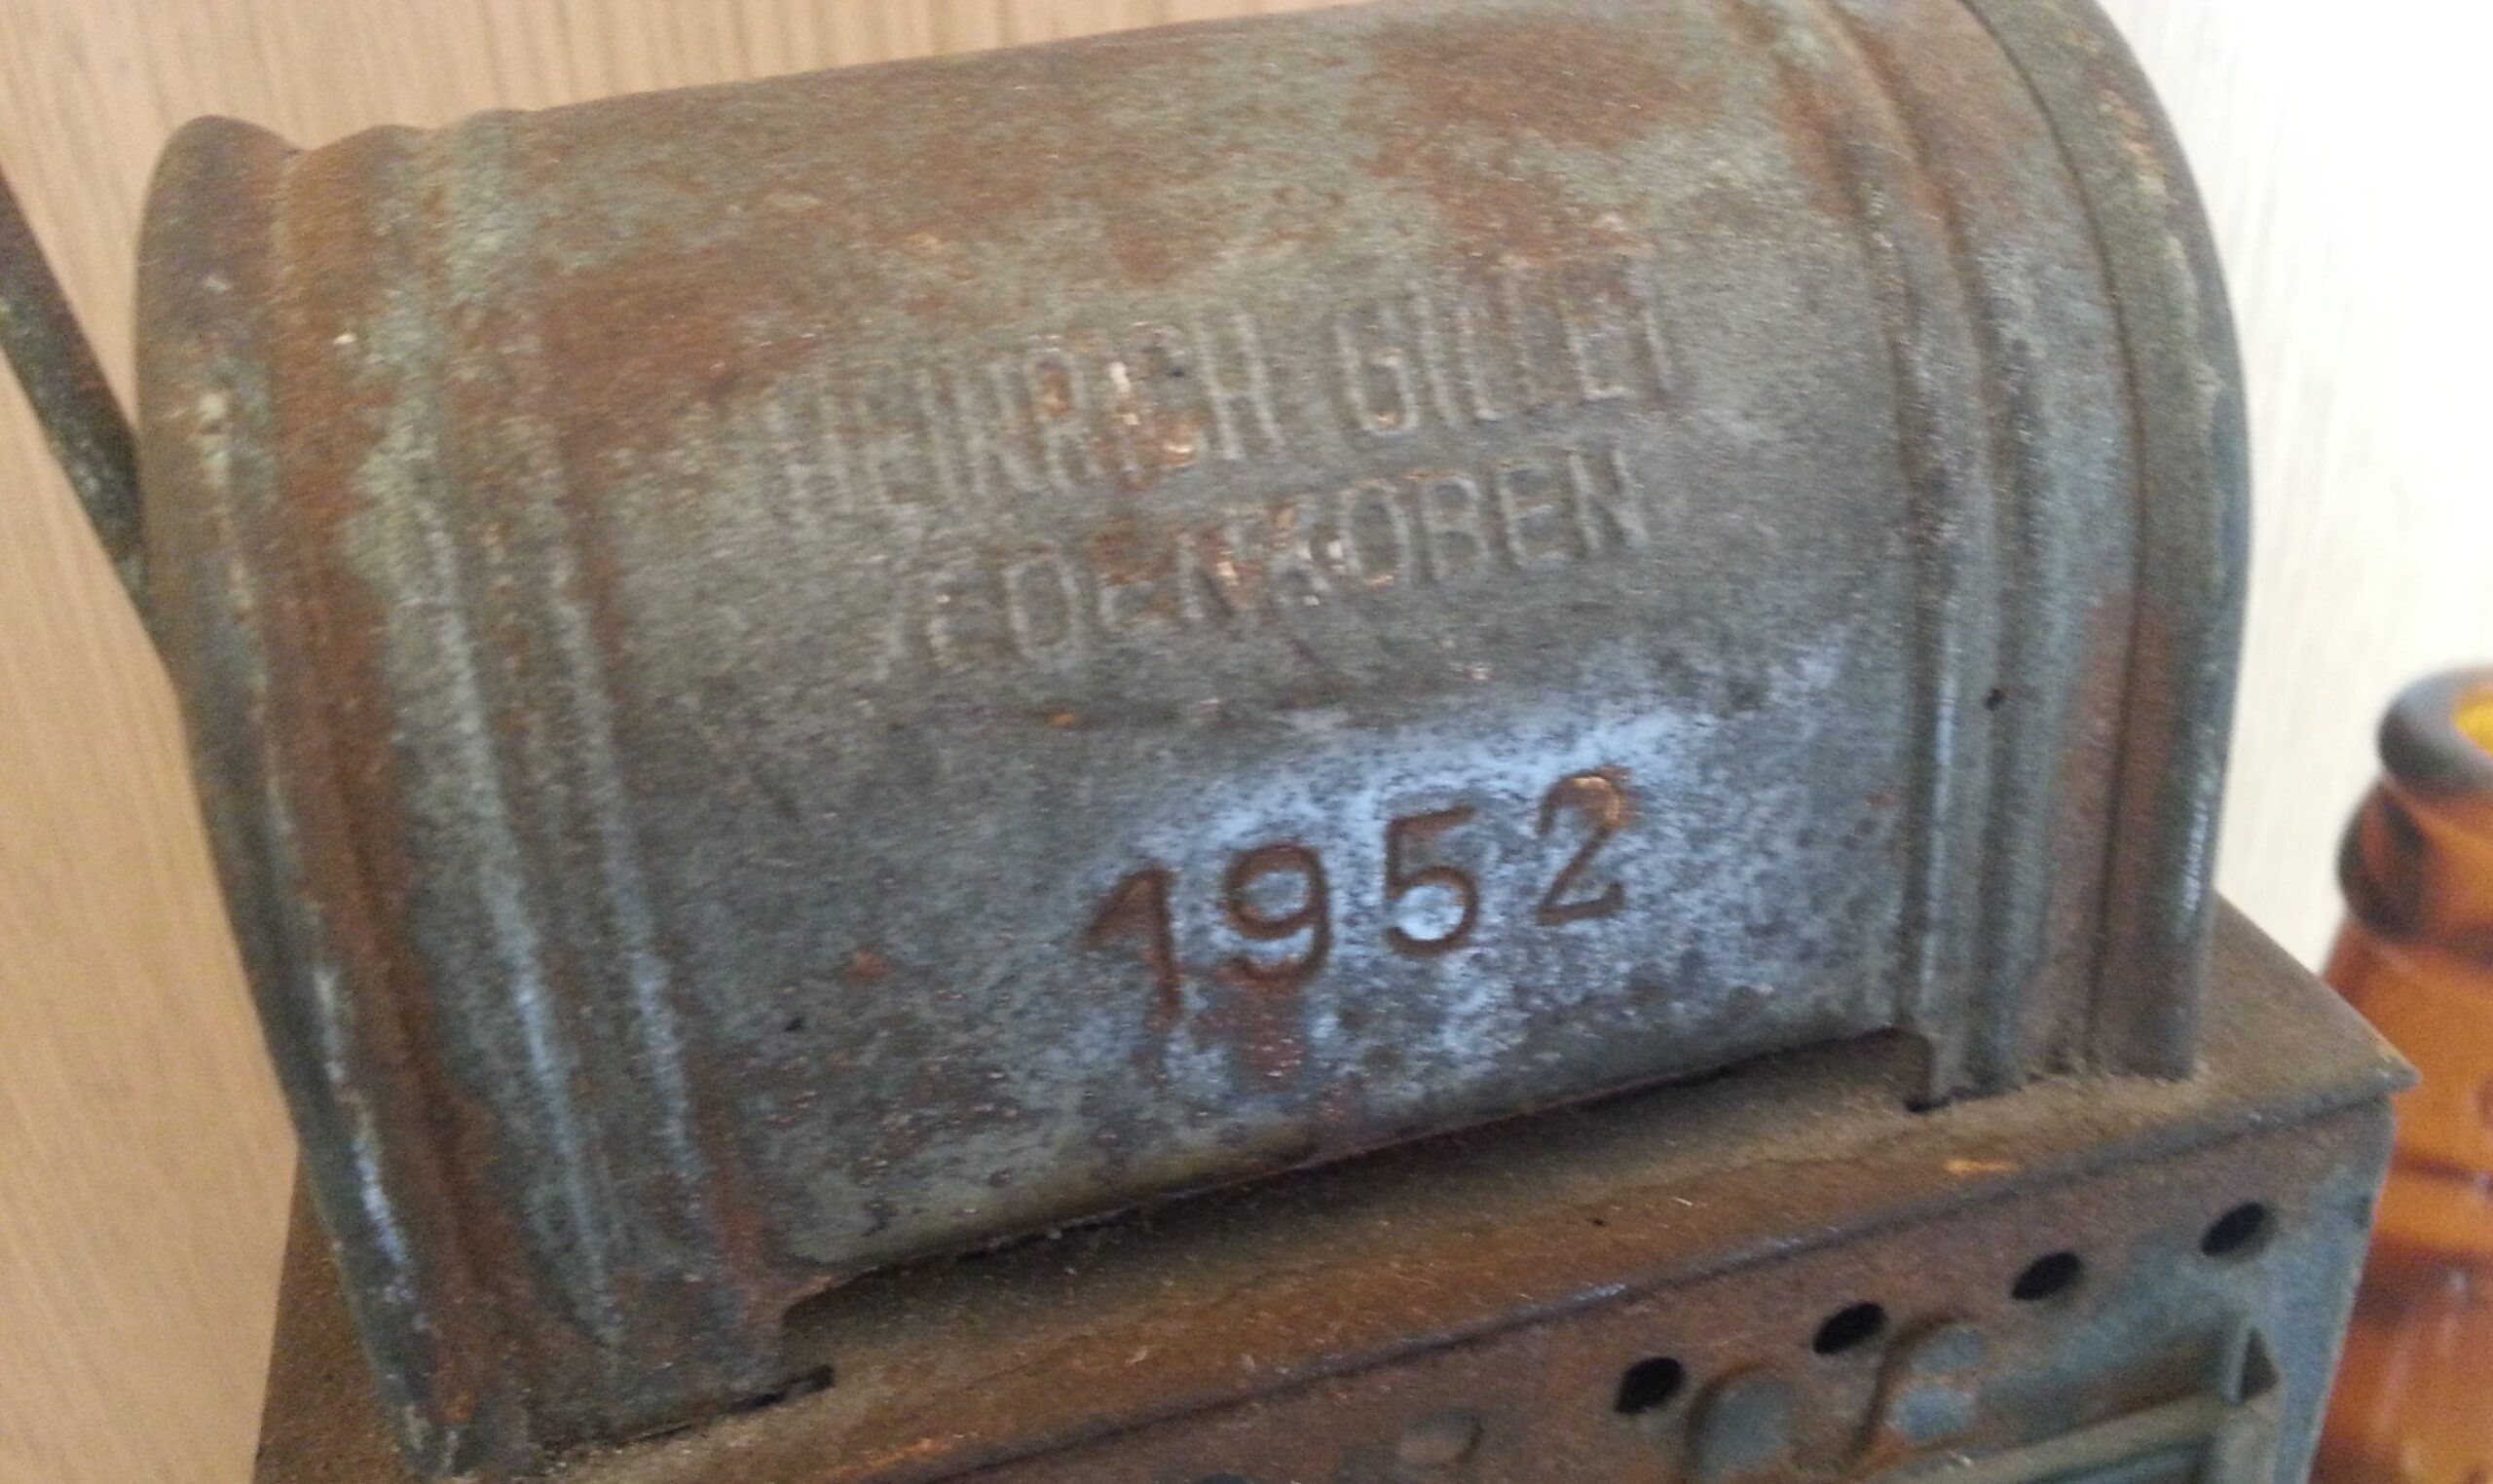 HEINRICH GILLET
EDENKOBEN
1952